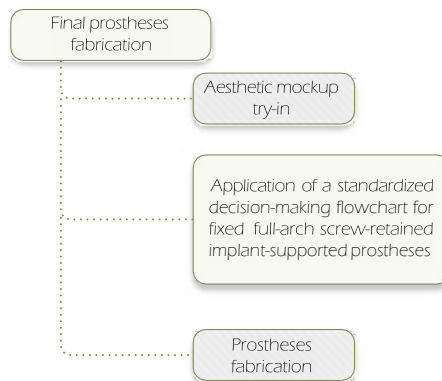 Final prostheses
fabrication
Aesthetic mockup
try-in
Application of a standardized
decision-making flowchart for
fixed full-arch screw-retained
implant-supported prostheses
Prostheses
fabrication